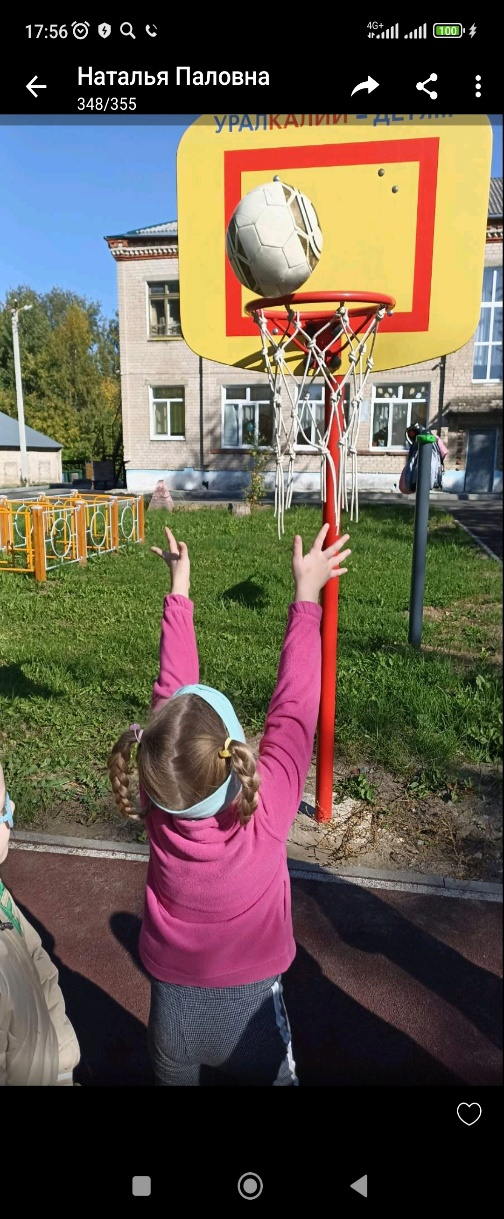 17:56
4G+
100
Наталья Паловна
348/355
УРАЛКАЛИЙ - ДЕТЯМ